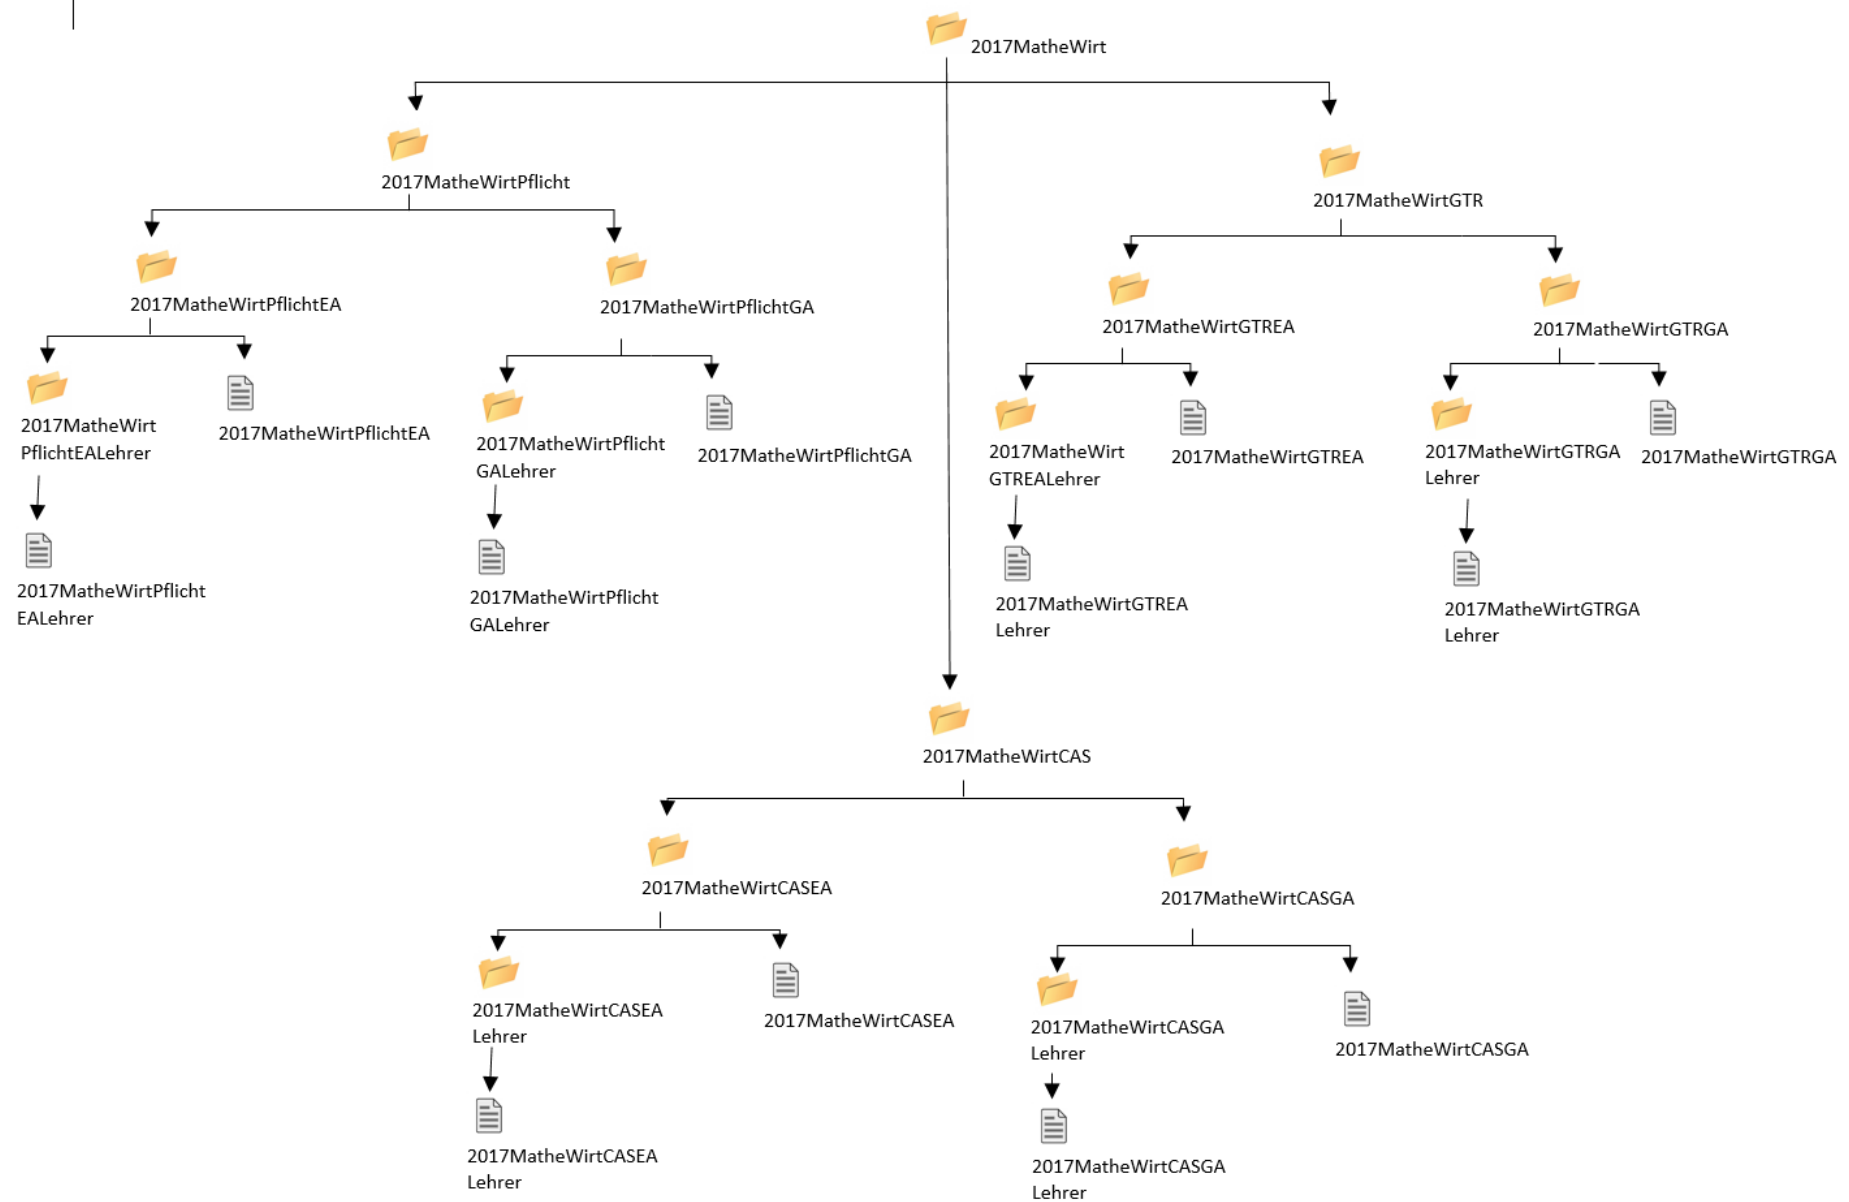 2017MatheWirt
2017MatheWirtPflicht
2017MatheWirtGTR
2017MatheWirtPflichtEA
2017MatheWirtPflichtGA
2017MatheWirtGTREA
2017MatheWirtGTRGA
2017MatheWirt
PflichtEALehrer
2017MatheWirtPflichtEA
2017MatheWirtPflicht
GALehrer
2017MatheWirtPflichtGA
2017MatheWirt
GTREALehrer
2017MatheWirtGTREA
2017MatheWirtGTRGA
Lehrer
2017MatheWirtGTRGA
2017MatheWirtPflicht
EALehrer
2017MatheWirtPflicht
GALehrer
2017MatheWirtGTREA
Lehrer
2017MatheWirtGTRGA
Lehrer
2017MatheWirtCAS
2017MatheWirtCASEA
2017MatheWirtCASGA
2017MatheWirtCASEA
Lehrer
2017MatheWirtCASEA
2017MatheWirtCASGA
Lehrer
2017MatheWirtCASGA
2017MatheWirtCASEA
Lehrer
2017MatheWirtCASGA
Lehrer